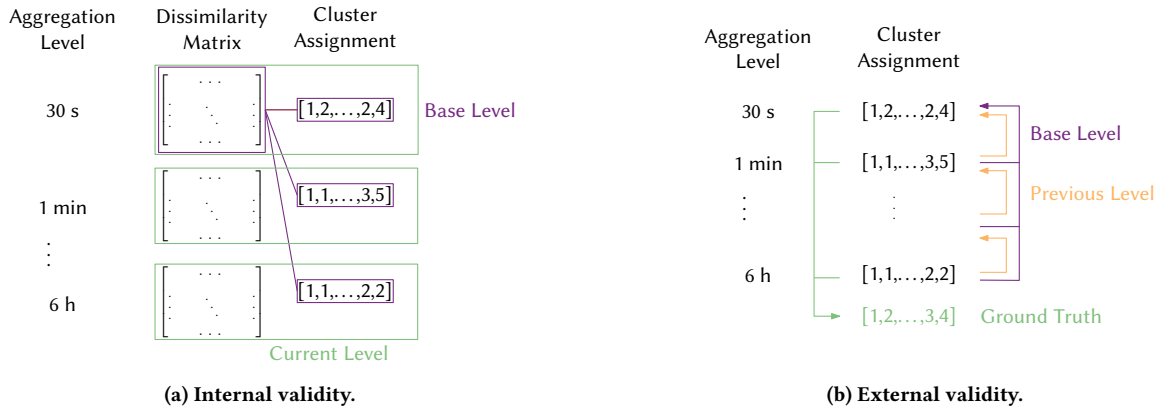 Aggregation Level
Dissimilarity Matrix
Cluster Assignment
30 s
[1,2,...,2,4]
Base Level
1 min
[1,1,...,3,5]
6 h
[1,1,...,2,2]
Current Level
(a) Internal validity.
Aggregation Level
Cluster Assignment
30 s
[1,2,...,2,4]
Base Level
1 min
[1,1,...,3,5]
Previous Level
6 h
[1,1,...,2,2]
[1,2,...,3,4]
Ground Truth
(b) External validity.